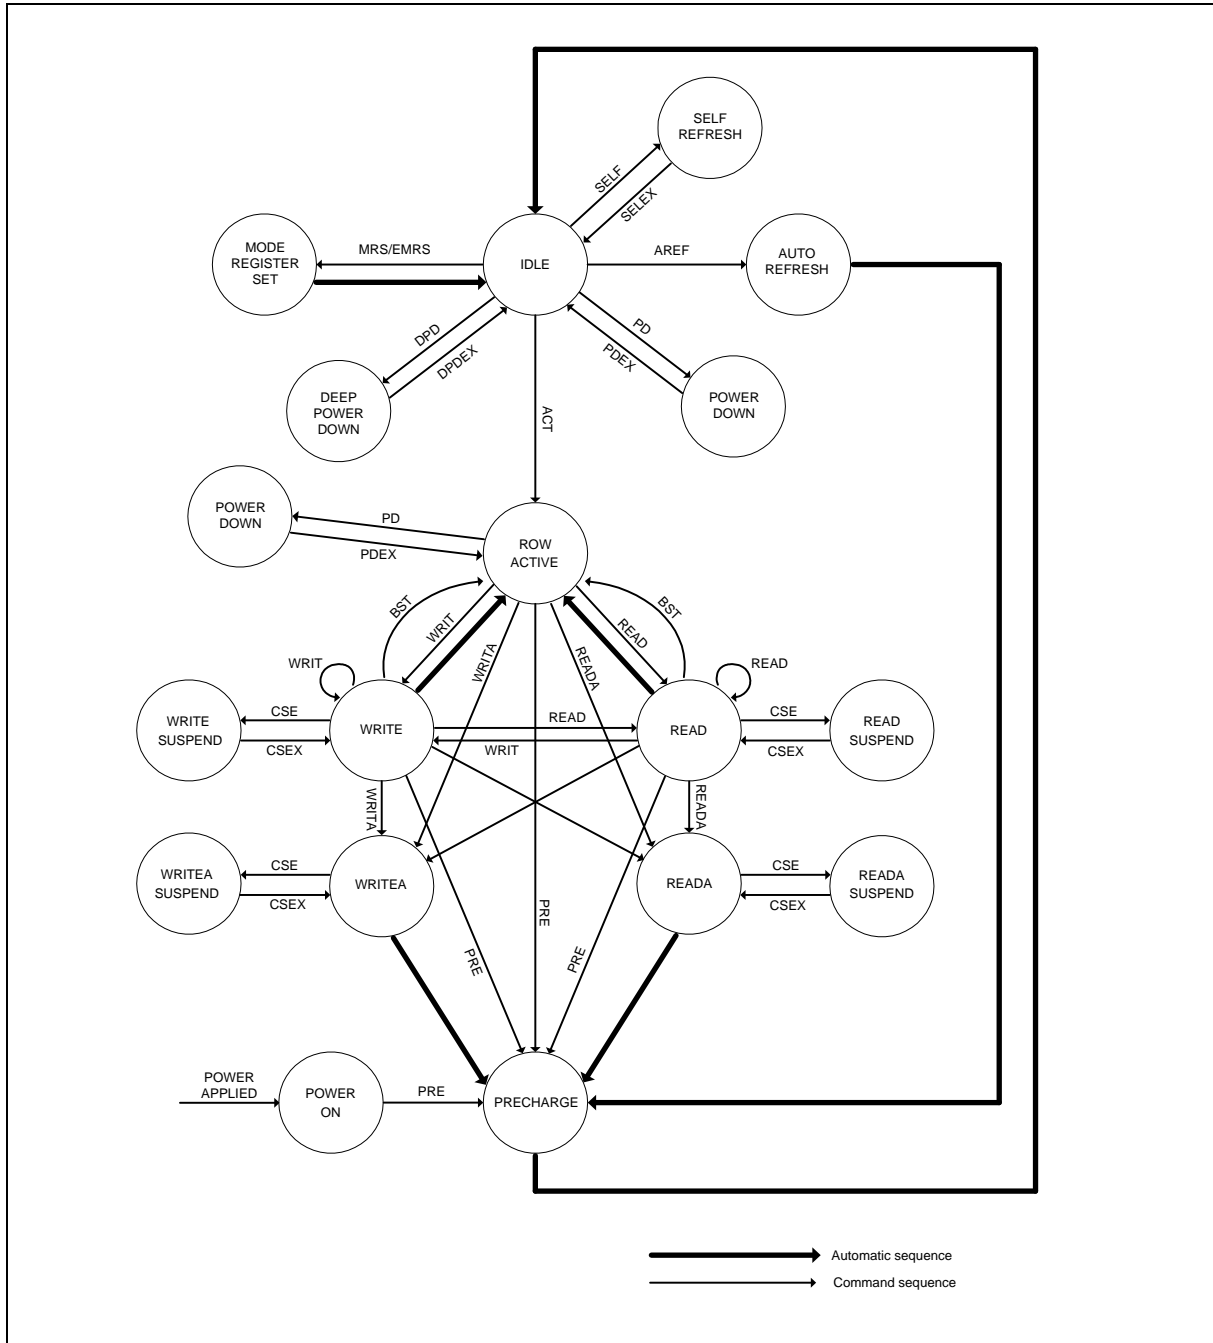 SELF
REFRESH
SELF
SELEX
MODE
REGISTER
SET
MRS/EMRS
IDLE
AREF
AUTO
REFRESH
DPD
DPDEX
PD
PDEX
DEEP
POWER
DOWN
POWER
DOWN
ACT
POWER
DOWN
PD
PDEX
ROW
ACTIVE
BST
WRIT
WRITA
READA
READ
BST
WRIT
READ
WRITE
SUSPEND
CSE
CSEX
WRITE
READ
WRIT
READ
CSE
CSEX
READ
SUSPEND
WRITA
READA
WRITEA
SUSPEND
CSE
CSEX
WRITEA
READA
CSE
CSEX
READA
SUSPEND
PRE
PRE
PRE
POWER
APPLIED
POWER
ON
PRE
PRECHARGE
Automatic sequence
Command sequence